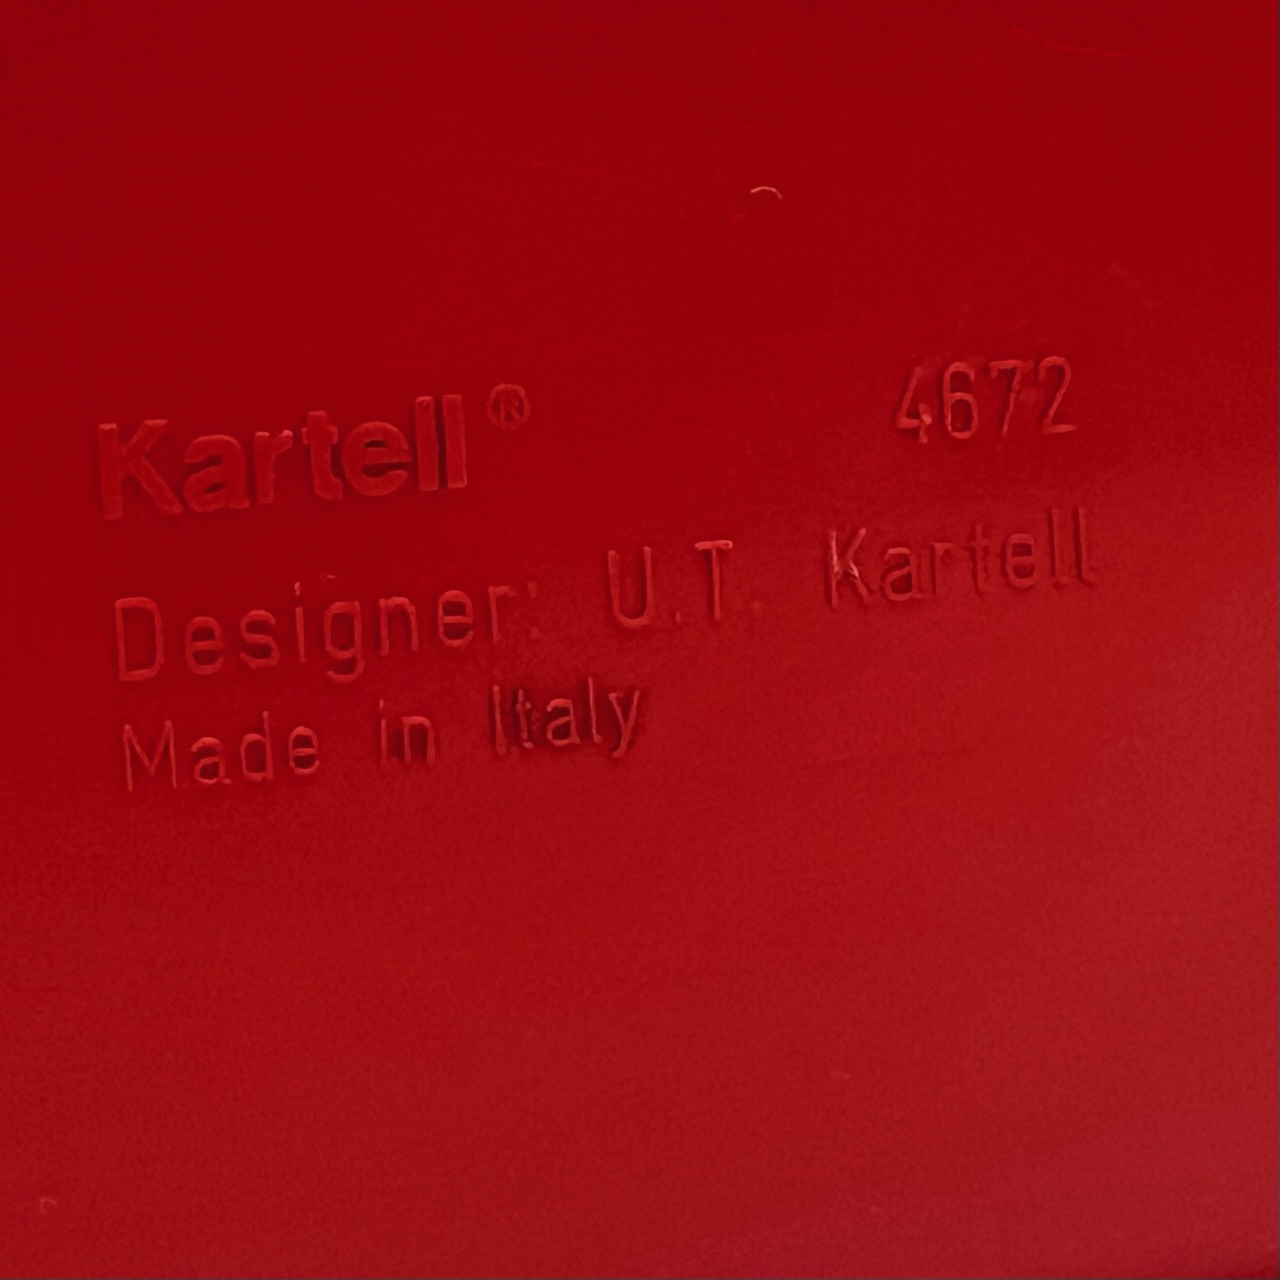 Kartell® 4672
Designer: U.T. Kartell
Made in Italy